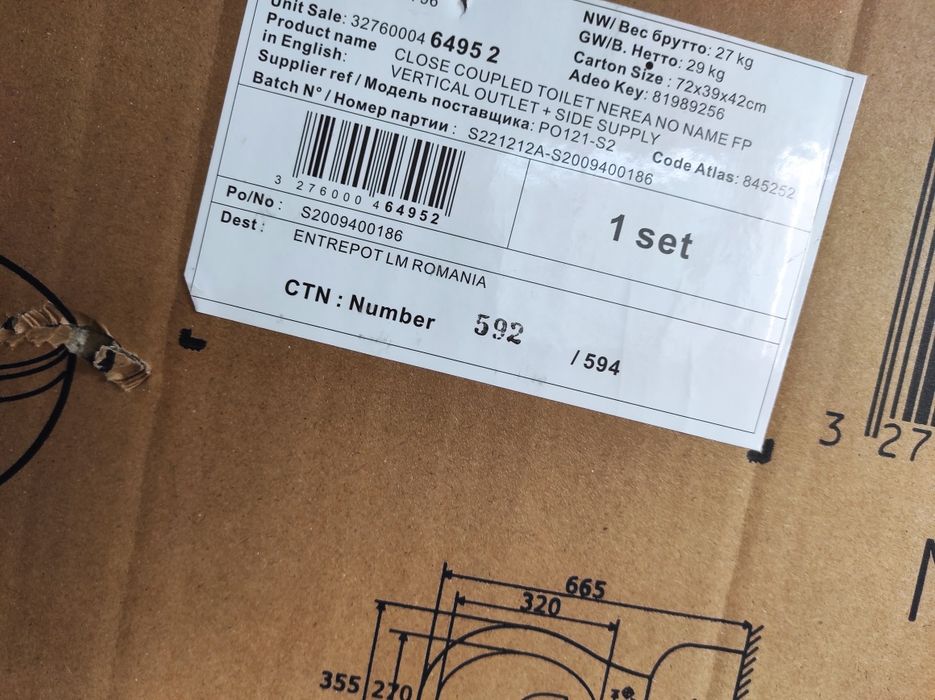 Unit Sale: 32760004 64952
Product name in English: CLOSE COUPLED TOILET NEREA NO NAME FP
VERTICAL OUTLET + SIDE SUPPLY
Supplier ref / Модель поставщика: PO121-S2
Batch N° / Номер партии : S221212A-S2009400186
NW/ Вес брутто: 27 kg
GW/В. Нетто: 29 kg
Carton Size : 72x39x42cm
Adeo Key: 81989256
Code Atlas: 845252
3 276000 464952
1 set
Po/No : S2009400186
Dest : ENTREPOT LM ROMANIA
CTN : Number 592 / 594
3 27
665
320
355 270